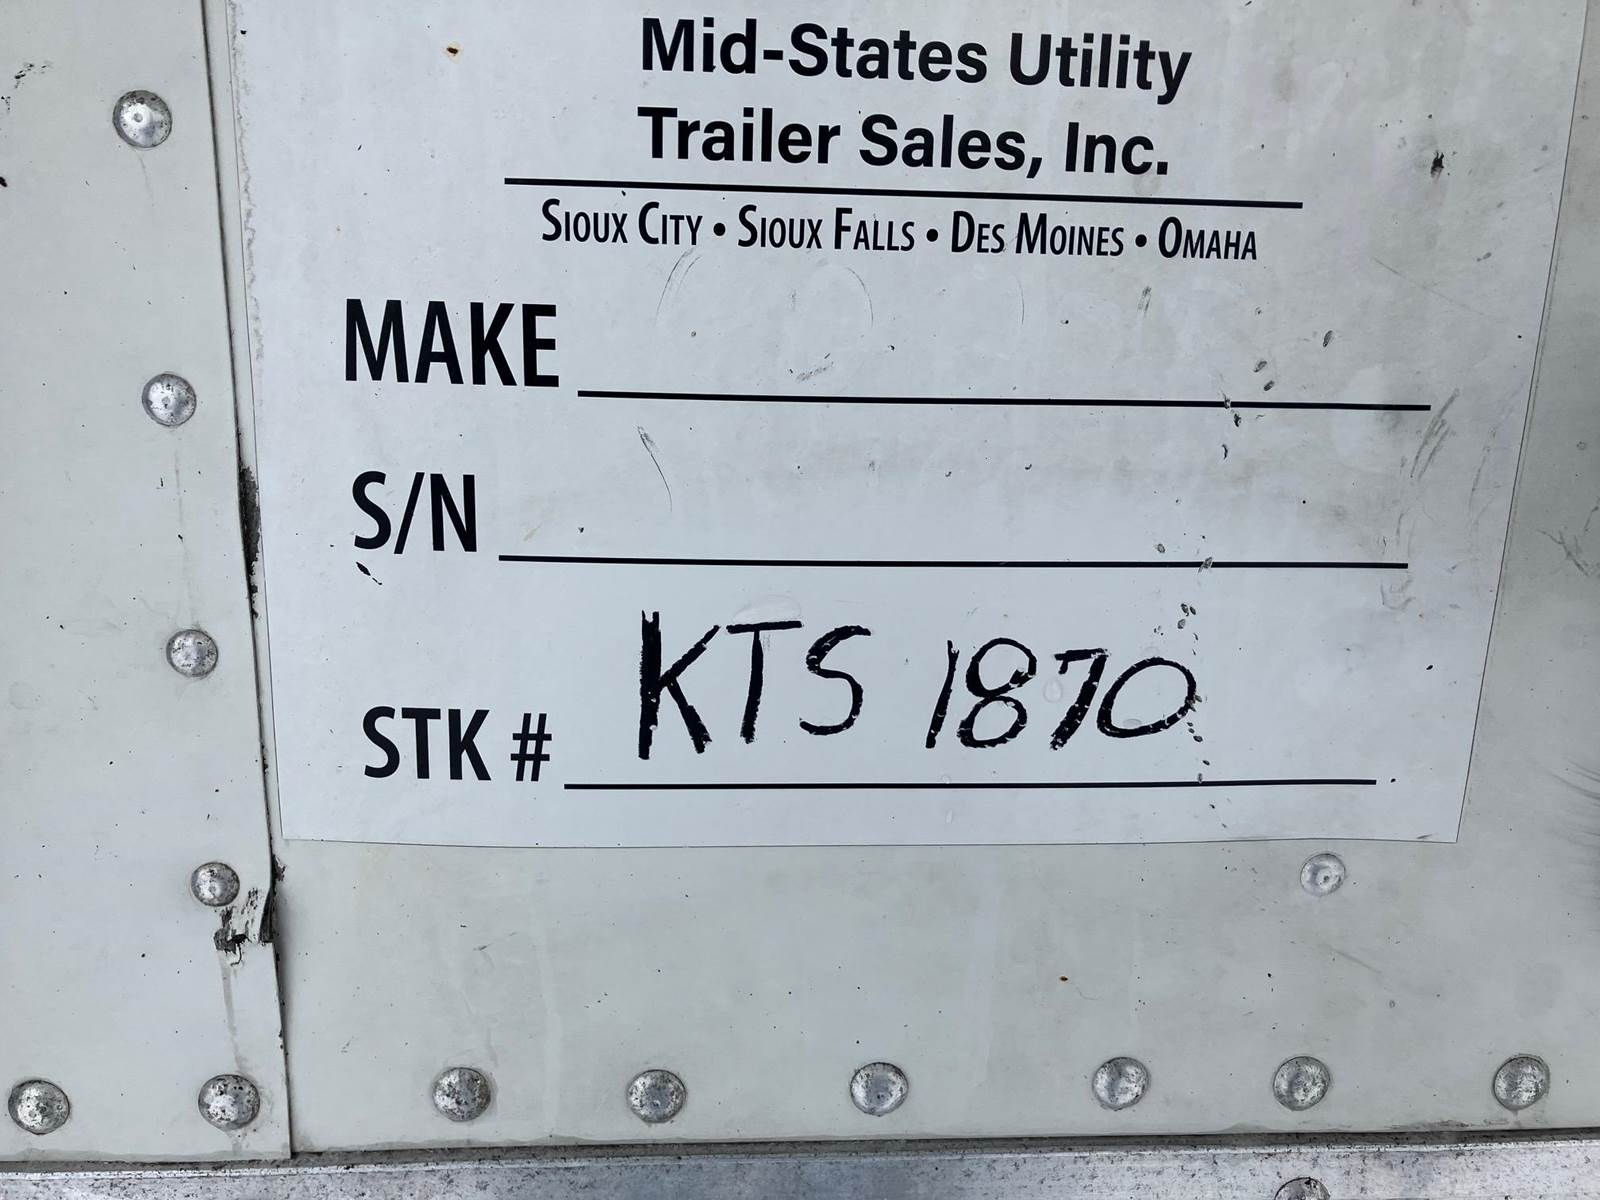 Mid-States Utility
Trailer Sales, Inc.
Sioux City • Sioux Falls • Des Moines • Omaha
MAKE
S/N
STK # KTS 1870